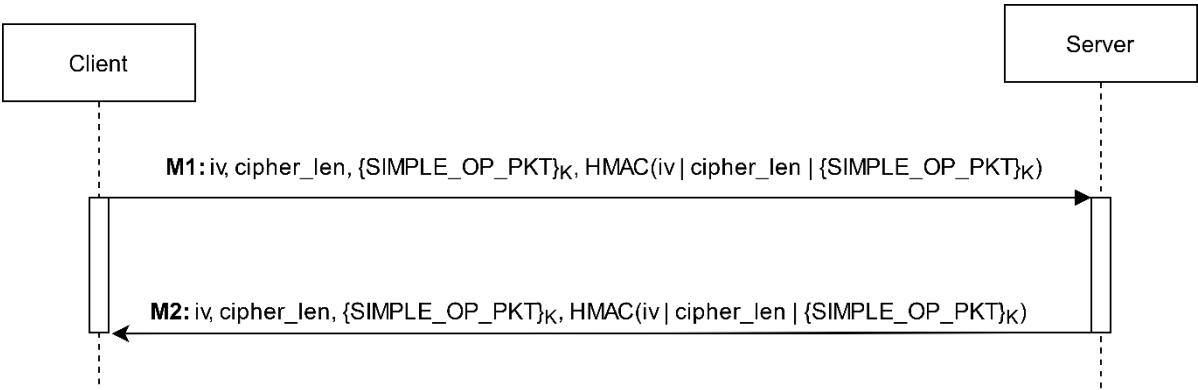 Client
Server
M1: iv, cipher_len, {SIMPLE_OP_PKT}K, HMAC(iv | cipher_len | {SIMPLE_OP_PKT}K)
M2: iv, cipher_len, {SIMPLE_OP_PKT}K, HMAC(iv | cipher_len | {SIMPLE_OP_PKT}K)